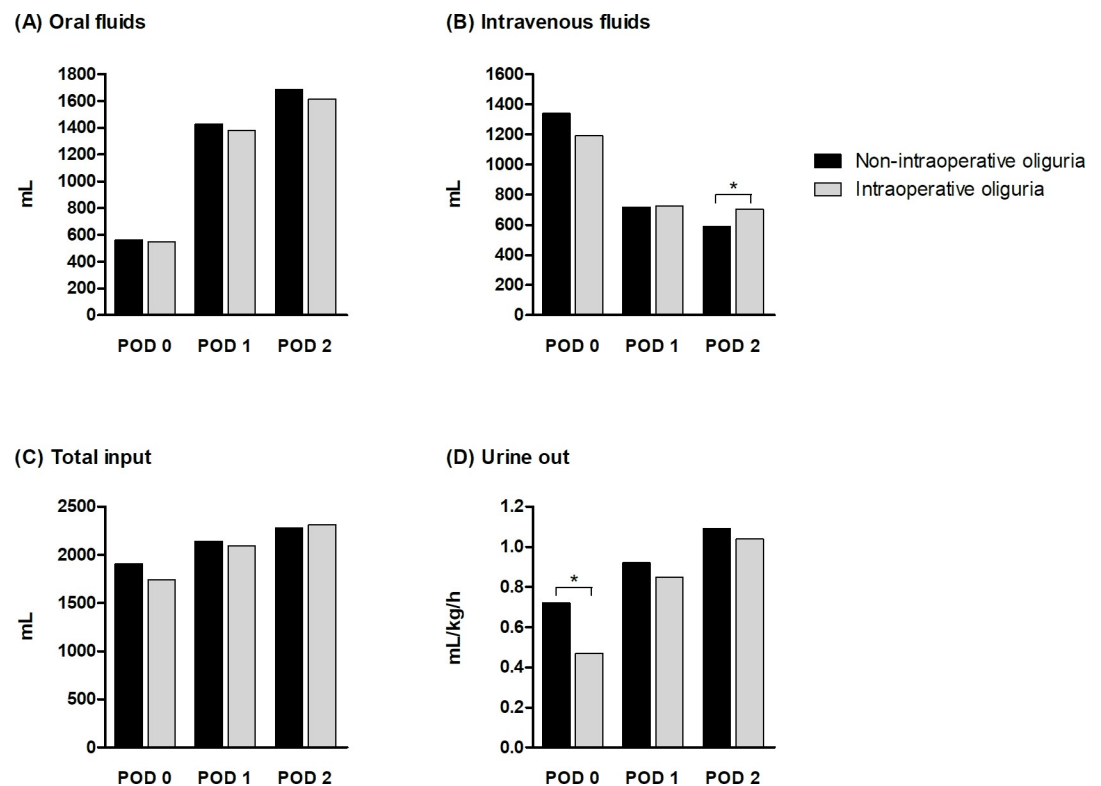 (A) Oral fluids
mL
1800
1600
1400
1200
1000
800
600
400
200
0
POD 0 POD 1 POD 2
(B) Intravenous fluids
mL
1600
1400
1200
1000
800
600
400
200
0
*
POD 0 POD 1 POD 2
Non-intraoperative oliguria
Intraoperative oliguria
(C) Total input
mL
2500
2000
1500
1000
500
0
POD 0 POD 1 POD 2
(D) Urine out
mL/kg/h
1.2
1.0
0.8
0.6
0.4
0.2
0.0
*
POD 0 POD 1 POD 2